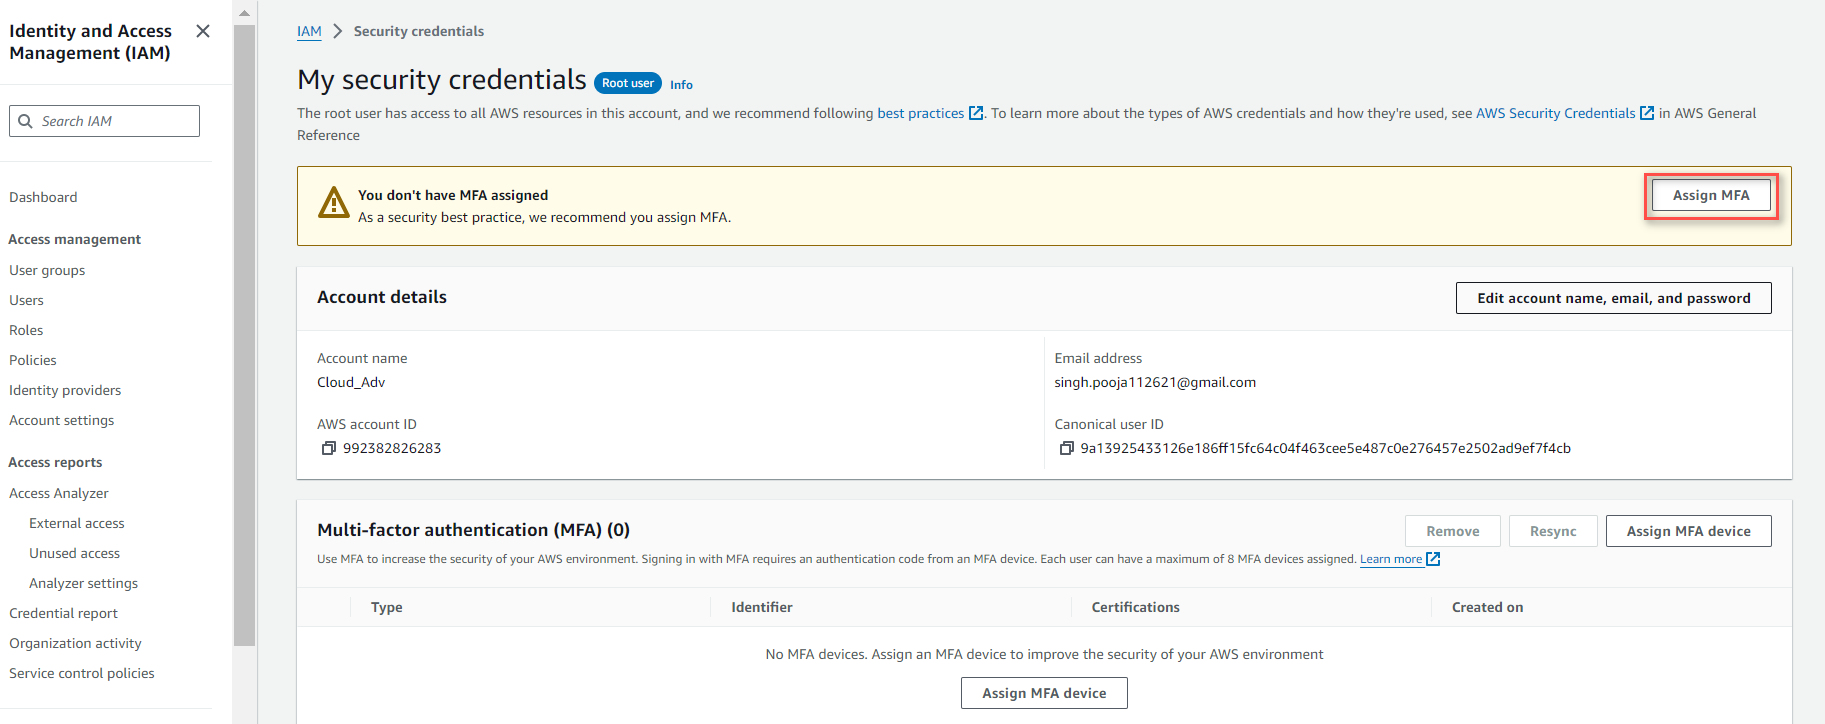 Identity and Access
Management (IAM)
Search IAM
Dashboard
Access management
User groups
Users
Roles
Policies
Identity providers
Account settings
Access reports
Access Analyzer
External access
Unused access
Analyzer settings
Credential report
Organization activity
Service control policies
IAM > Security credentials
My security credentials Root user Info
The root user has access to all AWS resources in this account, and we recommend following best practices. To learn more about the types of AWS credentials and how they're used, see AWS Security Credentials in AWS General
Reference
You don't have MFA assigned
As a security best practice, we recommend you assign MFA.
Assign MFA
Account details
Edit account name, email, and password
Account name
Cloud_Adv
AWS account ID
992382826283
Email address
singh.pooja112621@gmail.com
Canonical user ID
9a13925433126e186ff15fc64c04f463cee5e487c0e276457e2502ad9ef7f4cb
Multi-factor authentication (MFA) (0)
Remove Resync Assign MFA device
Use MFA to increase the security of your AWS environment. Signing in with MFA requires an authentication code from an MFA device. Each user can have a maximum of 8 MFA devices assigned. Learn more
Type Identifier Certifications Created on
No MFA devices. Assign an MFA device to improve the security of your AWS environment
Assign MFA device